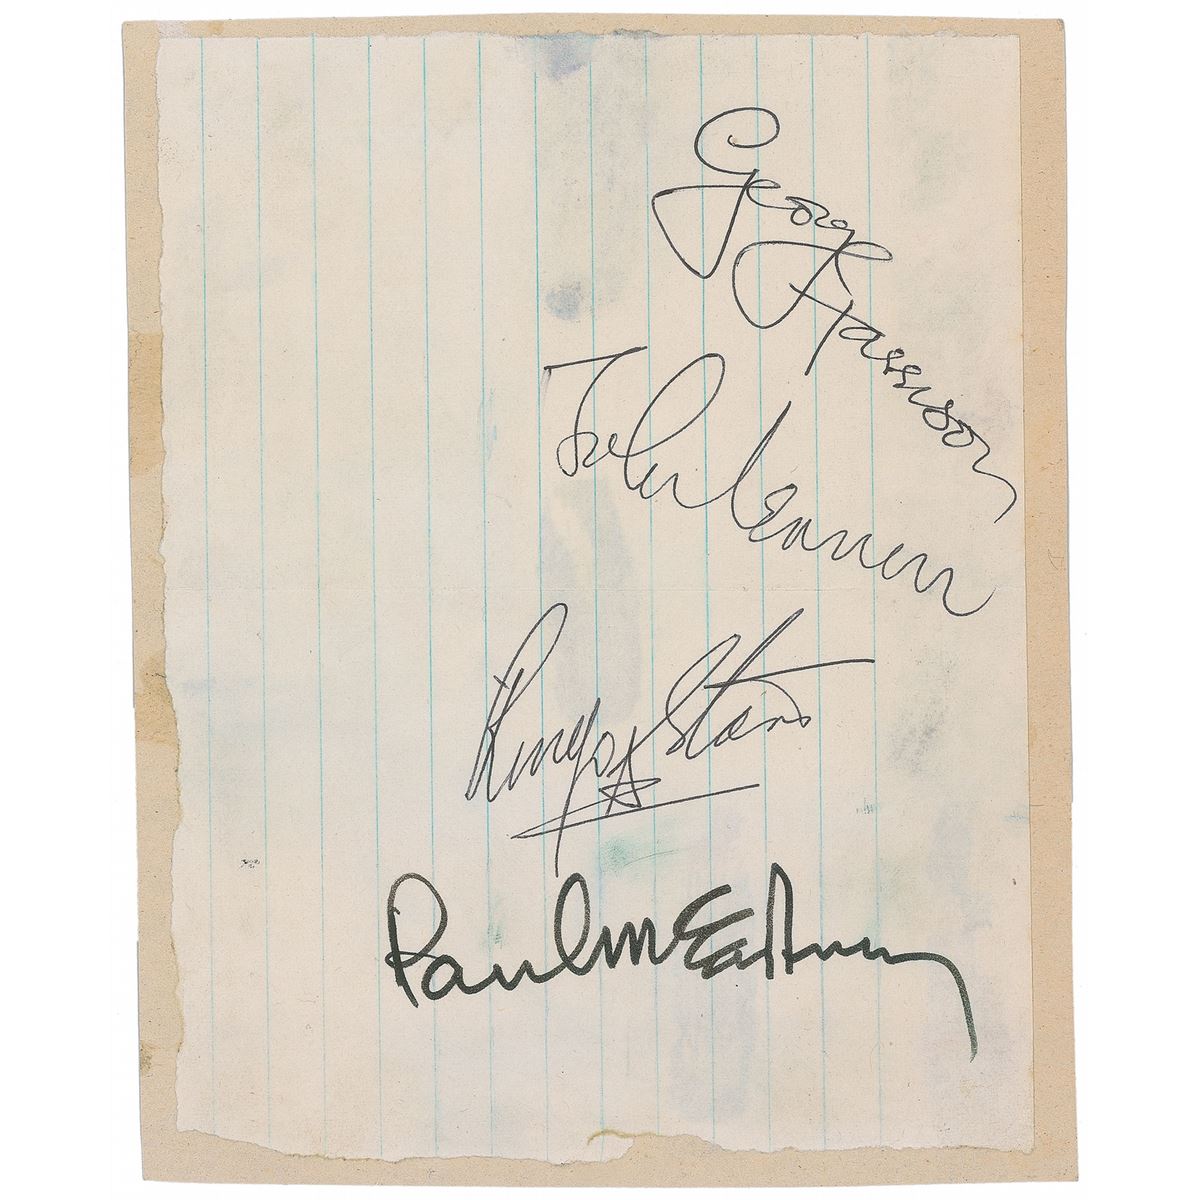 George Harrison
John Lennon
Ringo Starr
Paul McCartney